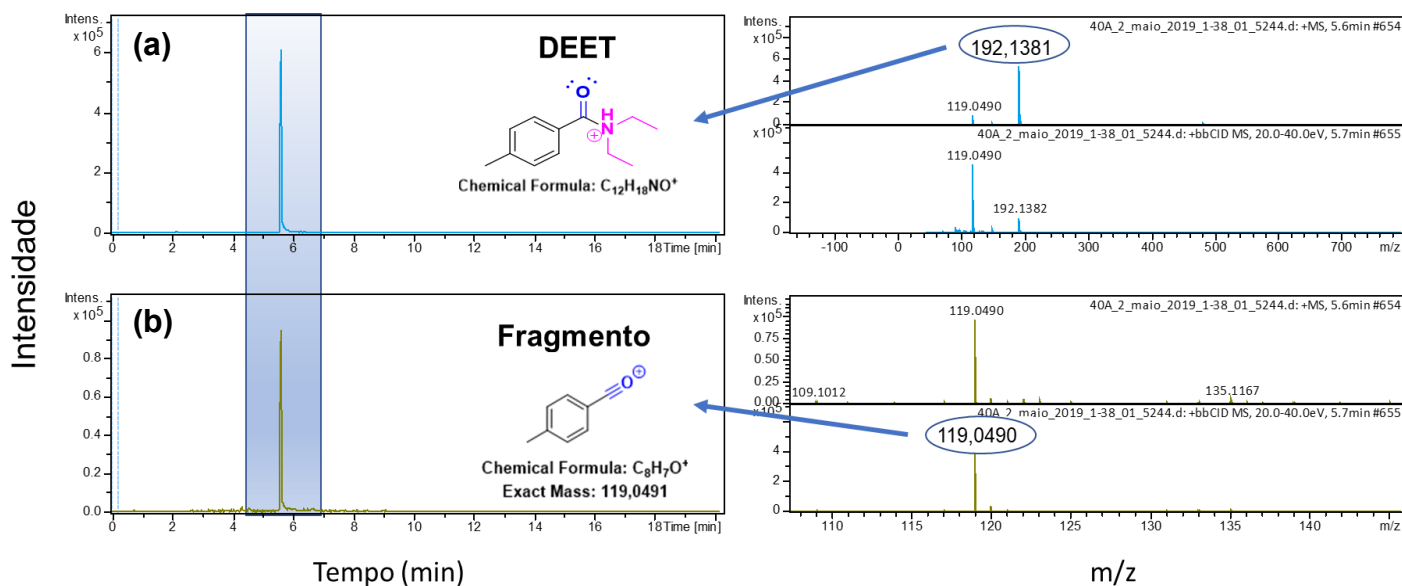 Intensidade
Intens.
x10⁵
(a)
DEET
O
H
N
+
Chemical Formula: C₁₂H₁₈NO⁺
6
4
2
0
0 2 4 6 8 10 12 14 16 18 Time [min]
Intens.
x10⁵
40A_2_maio_2019_1-38_01_5244.d: +MS, 5.6min #654
192,1381
119.0490
6
4
2
0
x10⁵
40A_2_maio_2019_1-38_01_5244.d: +bbCID MS, 20.0-40.0eV, 5.7min #655
119.0490
192.1382
4
2
0
-100 0 100 200 300 400 500 600 700 m/z
Intens.
x10⁵
(b)
Fragmento
O
+
Chemical Formula: C₈H₇O⁺
Exact Mass: 119,0491
0.8
0.6
0.4
0.2
0.0
0 2 4 6 8 10 12 14 16 18 Time [min]
Intens.
x10⁵
40A_2_maio_2019_1-38_01_5244.d: +MS, 5.6min #654
119.0490
109.1012
135.1167
0.75
0.50
0.25
0.00
x10⁵
40A_2_maio_2019_1-38_01_5244.d: +bbCID MS, 20.0-40.0eV, 5.7min #655
119,0490
4
2
0
110 115 120 125 130 135 140 m/z
Tempo (min)
m/z